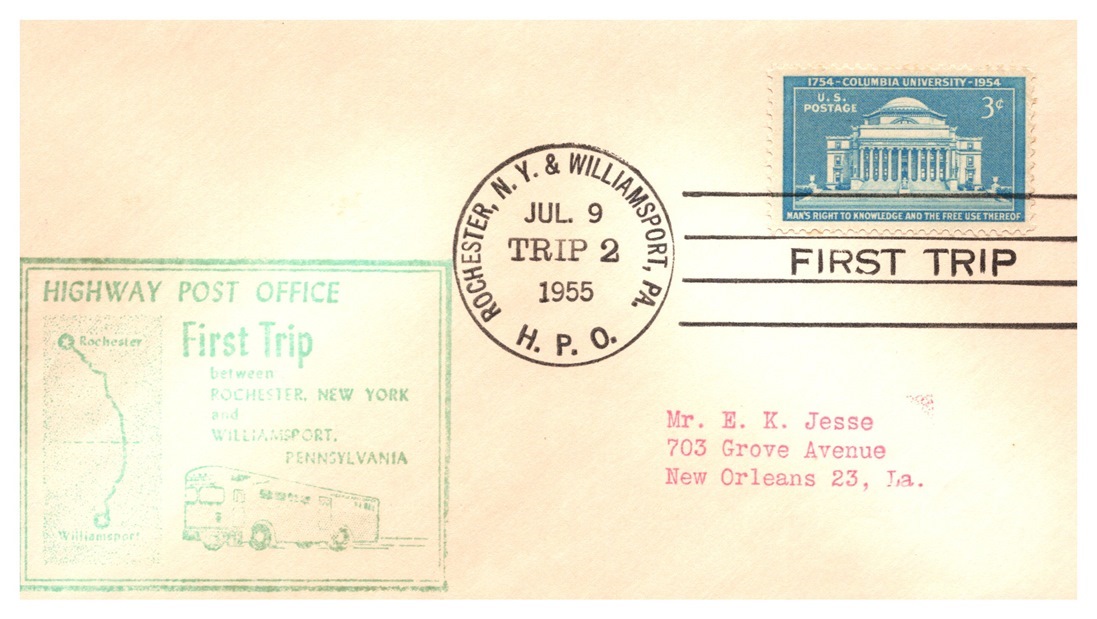 1754-COLUMBIA UNIVERSITY-1954
U.S.
POSTAGE
3¢
MAN'S RIGHT TO KNOWLEDGE AND THE FREE USE THEREOF
ROCHESTER, N. Y. & WILLIAMSPORT, PA.
JUL. 9
TRIP 2
1955
H. P. O.
FIRST TRIP
HIGHWAY POST OFFICE
Rochester
First Trip
between
ROCHESTER, NEW YORK
and
WILLIAMSPORT,
PENNSYLVANIA
Williamsport
Mr. E. K. Jesse
703 Grove Avenue
New Orleans 23, La.